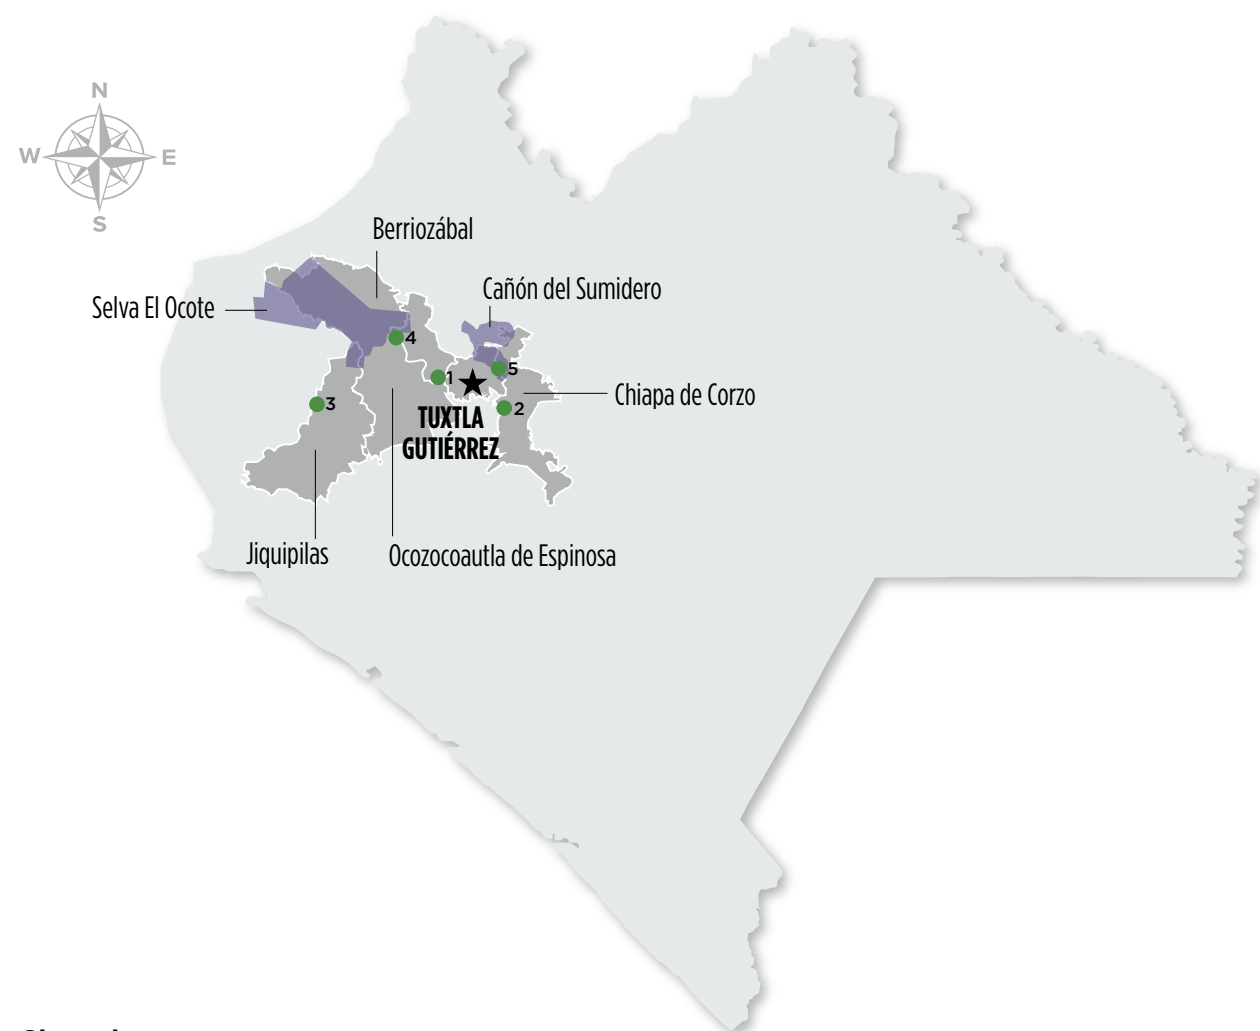 N
W
E
S
Berriozábal
Cañón del Sumidero
Selva El Ocote
4
5
1
3
2
Chiapa de Corzo
TUXTLA
GUTIÉRREZ
Jiquipilas
Ocozocoautla de Espinosa